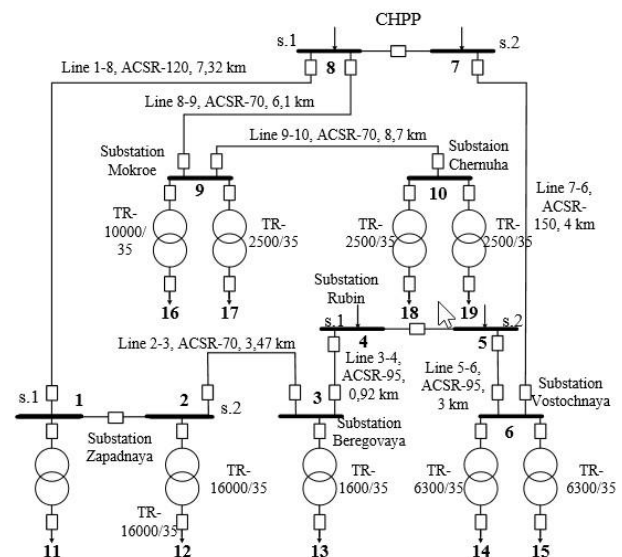 CHPP
s.1
s.2
8
7
Line 1-8, ACSR-120, 7,32 km
Line 8-9, ACSR-70, 6,1 km
Line 9-10, ACSR-70, 8,7 km
Substation
Mokroe
Substaion
Chernuha
9
10
Line 7-6,
ACSR-
150, 4 km
TR-
10000/
35
TR-
2500/35
TR-
2500/35
TR-
2500/35
16
17
18
19
Substation
Rubin
s.1
s.2
4
5
Line 2-3, ACSR-70, 3,47 km
Line 3-4,
ACSR-95,
0,92 km
Line 5-6,
ACSR-95,
3 km
Substation
Vostochnaya
s.1
1
2
s.2
3
6
Substation
Zapadnaya
Substation
Beregovaya
TR-
16000/35
TR-
16000/35
TR-
1600/35
TR-
6300/35
TR-
6300/35
11
12
13
14
15